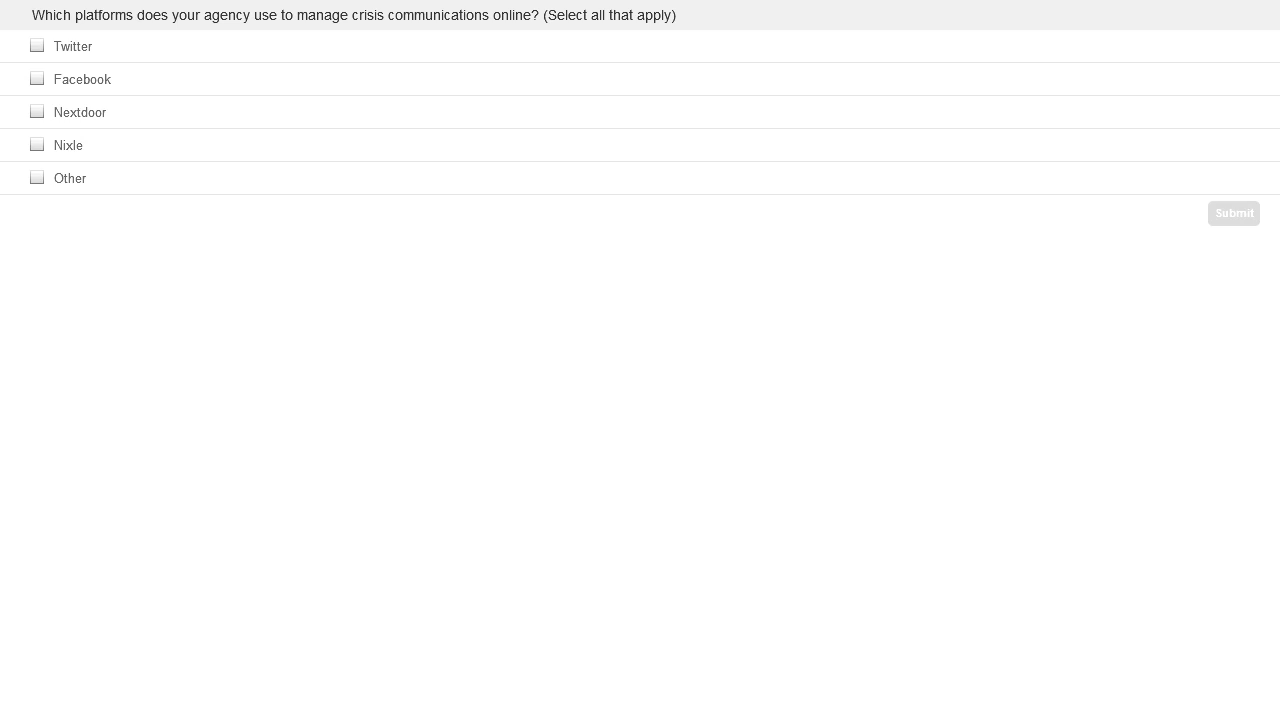 Which platforms does your agency use to manage crisis communications online? (Select all that apply)
Twitter
Facebook
Nextdoor
Nixle
Other
Submit